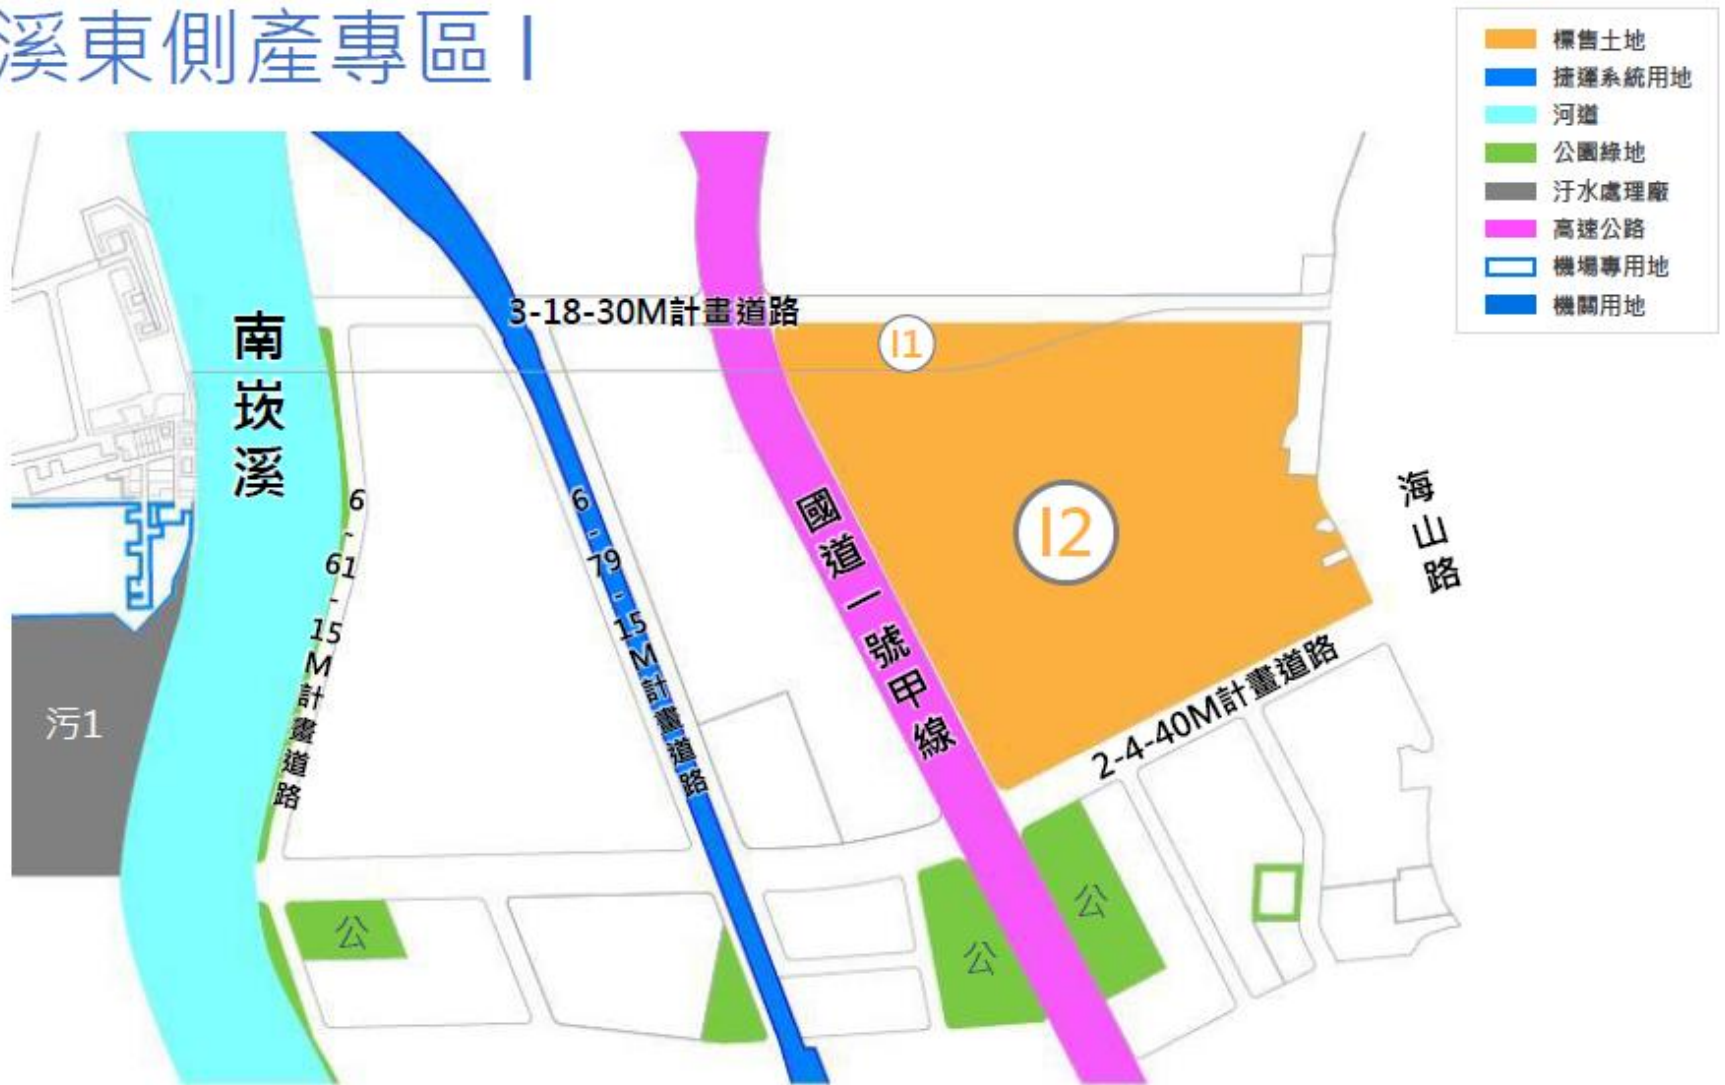 溪東側產專區 I
標售土地
捷運系統用地
河道
公園綠地
汙水處理廠
高速公路
機場專用地
機關用地
3-18-30M計畫道路
I1
南崁溪
6-61-15M計畫道路
6-79-15M計畫道路
國道一號甲線
I2
海山路
2-4-40M計畫道路
污1
公
公
公